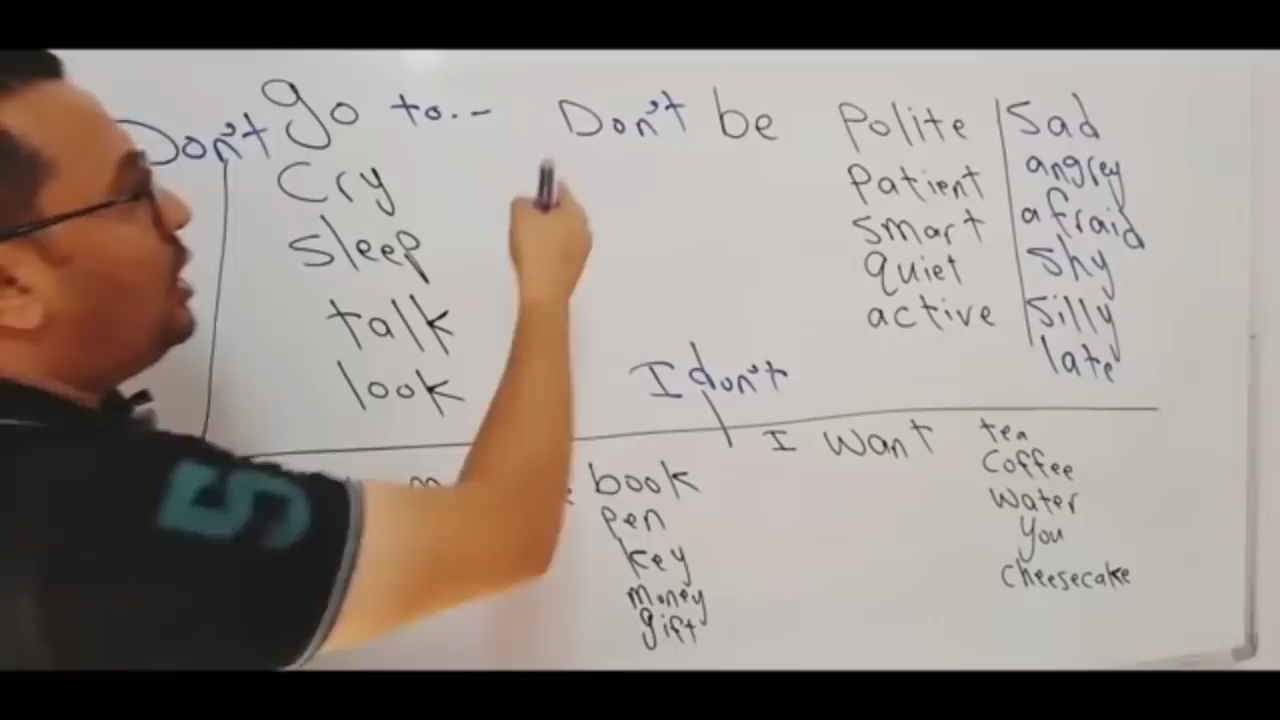 Don't go to..-
Cry
Sleep
talk
look
Don't be
Polite
Patient
smart
quiet
active
Sad
angrey
afraid
shy
silly
late
I don't
I want
book
pen
key
money
gift
tea
Coffee
Water
You
Cheesecake
5